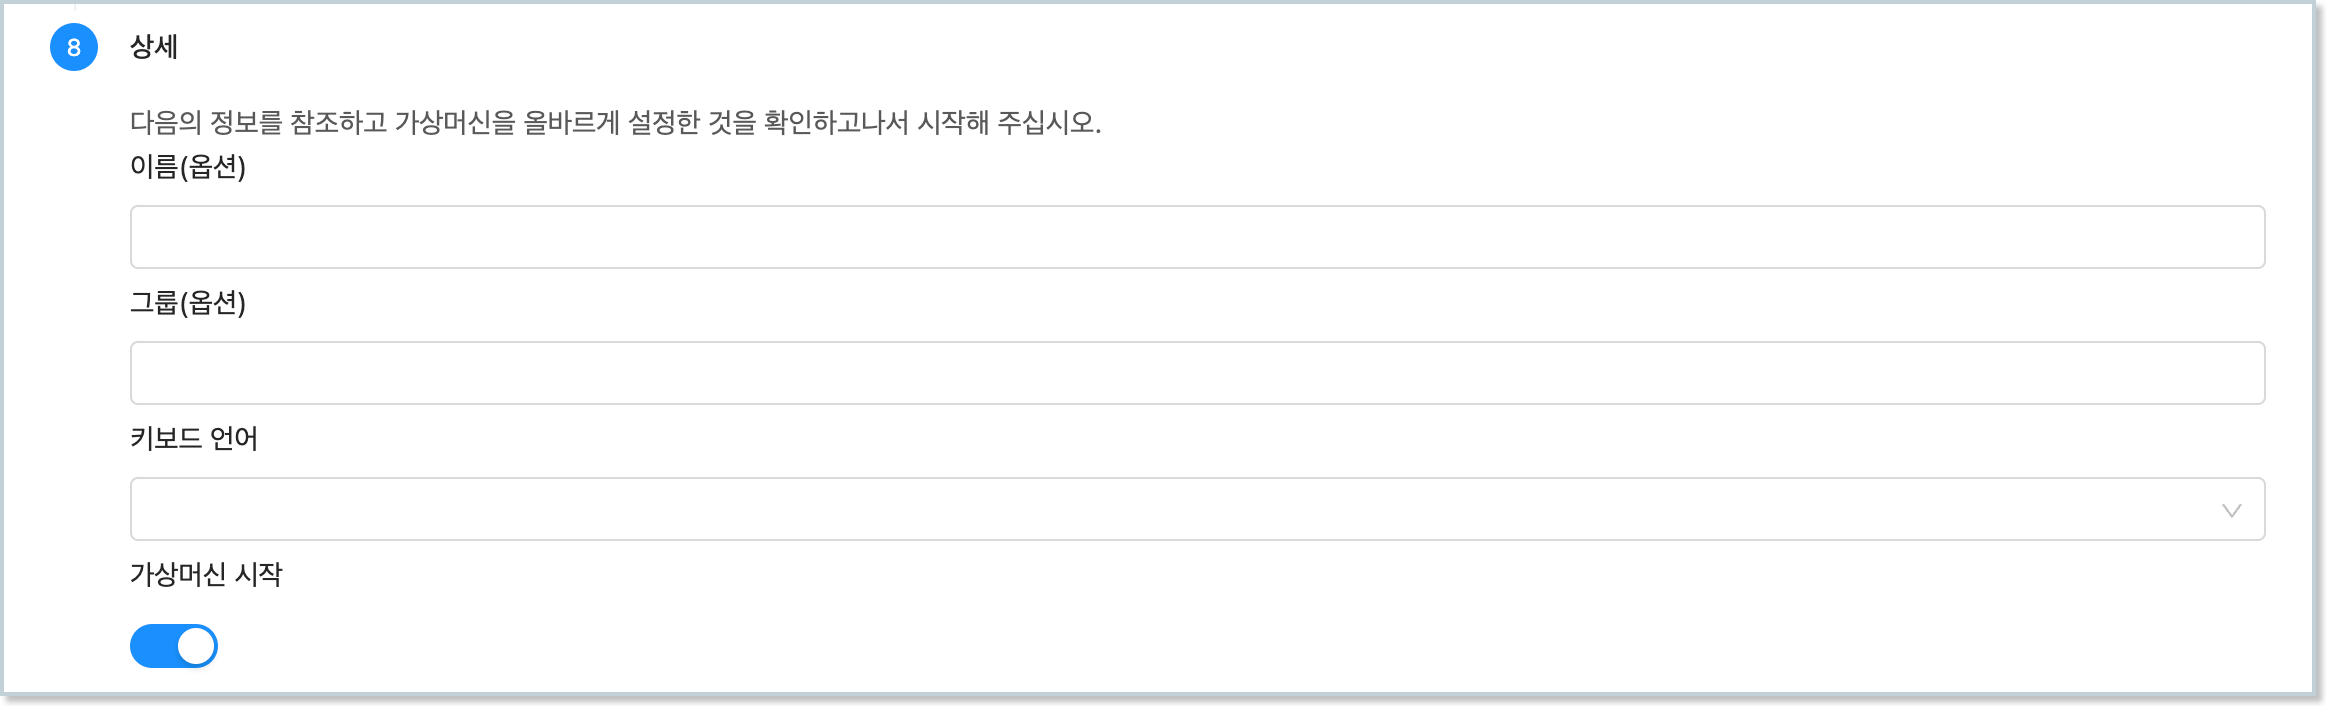 8 상세
다음의 정보를 참조하고 가상머신을 올바르게 설정한 것을 확인하고나서 시작해 주십시오.
이름(옵션)
그룹(옵션)
키보드 언어
가상머신 시작